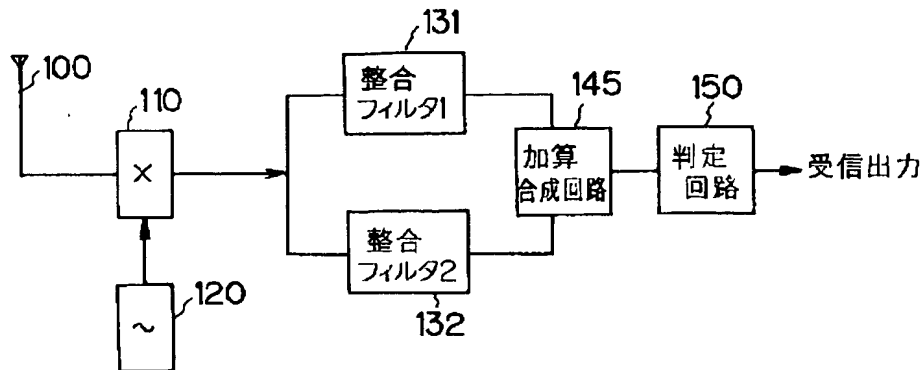 100
110
×
120
~
131
整合
フィルタ1
整合
フィルタ2
132
145
加算
合成回路
150
判定
回路
受信出力